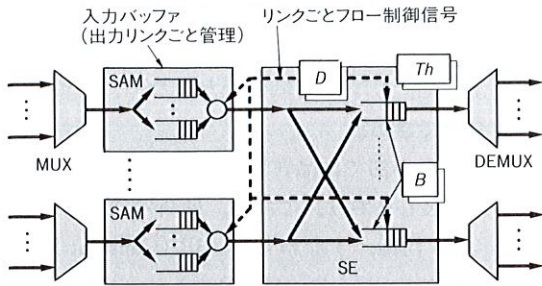 入力バッファ
(出力リンクごと管理)
リンクごとフロー制御信号
SAM
D
Th
MUX
DEMUX
B
SAM
SE